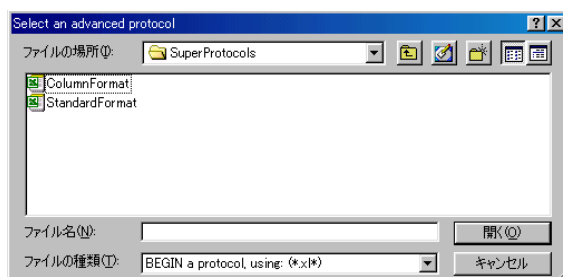 Select an advanced protocol
ファイルの場所(I): SuperProtocols
ColumnFormat
StandardFormat
ファイル名(N): 開く(O)
ファイルの種類(T): BEGIN a protocol, using: (*.xl*) キャンセル